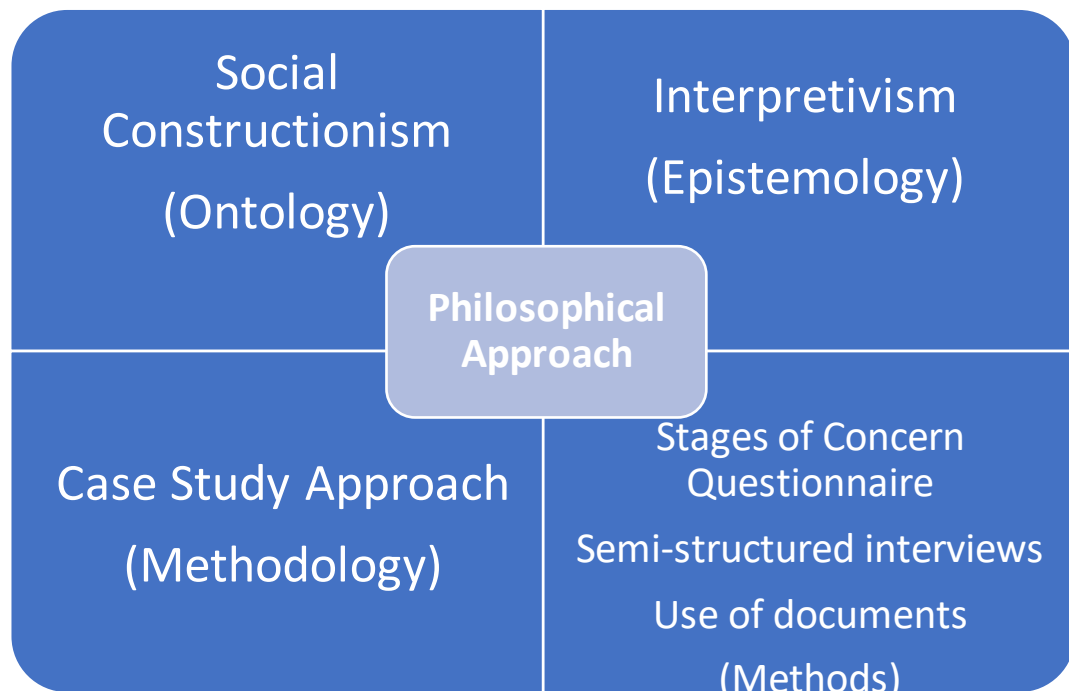 Social
Constructionism
(Ontology)
Interpretivism
(Epistemology)
Philosophical
Approach
Case Study Approach
(Methodology)
Stages of Concern
Questionnaire
Semi-structured interviews
Use of documents
(Methods)